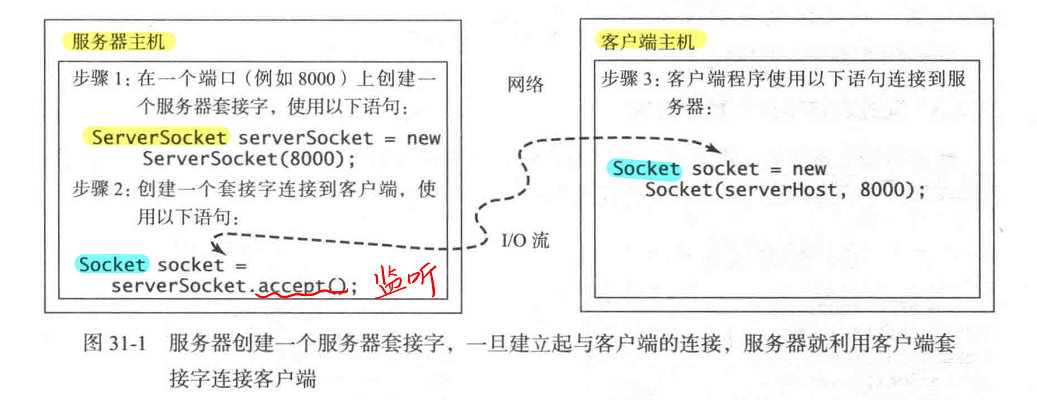 服务器主机
步骤 1：在一个端口（例如 8000）上创建一
个服务器套接字，使用以下语句：
ServerSocket serverSocket = new
ServerSocket(8000);
步骤 2：创建一个套接字连接到客户端，使
用以下语句：
Socket socket =
serverSocket.accept(); 监听
网络
I/O 流
客户端主机
步骤 3：客户端程序使用以下语句连接到服
务器：
Socket socket = new
Socket(serverHost, 8000);
图 31-1 服务器创建一个服务器套接字，一旦建立起与客户端的连接，服务器就利用客户端套
接字连接客户端